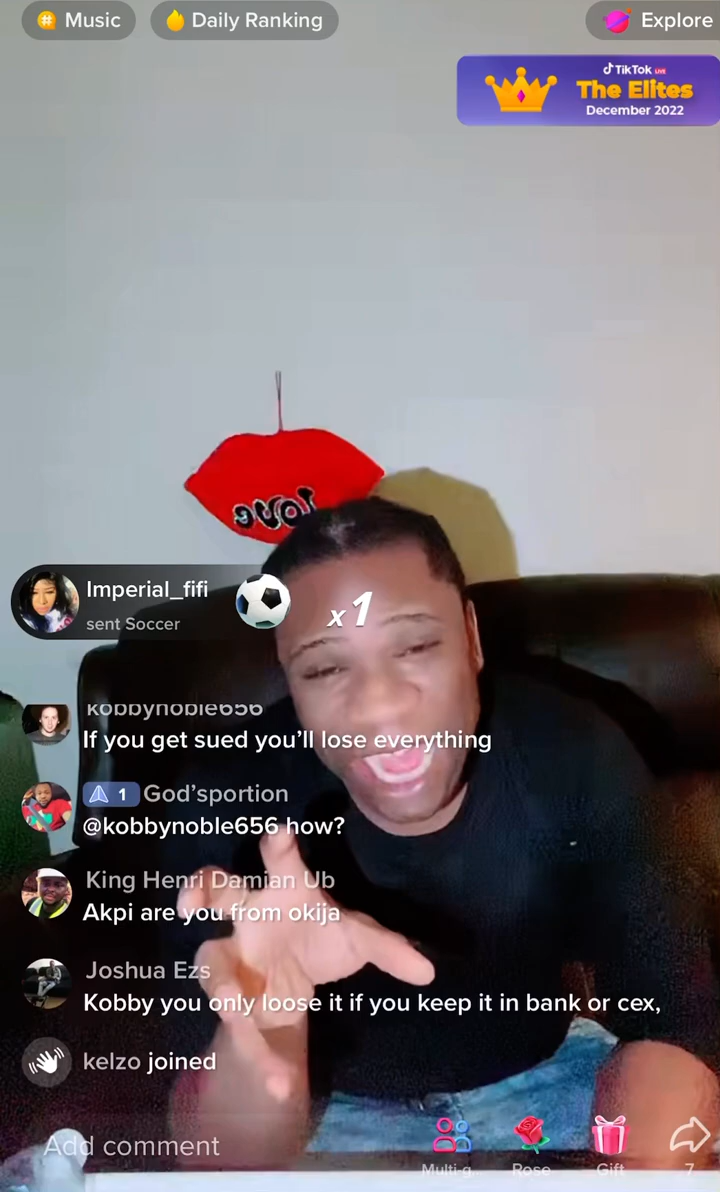 Music
Daily Ranking
Explore
TikTok LIVE
The Elites
December 2022
love
Imperial_fifi
sent Soccer
x1
kobbynoble656
If you get sued you’ll lose everything
1 God’sportion
@kobbynoble656 how?
King Henri Damian Ub
Akpi are you from okija
Joshua Ezs
Kobby you only loose it if you keep it in bank or cex,
kelzo joined
Add comment
Multi-g...
Rose
Gift
7